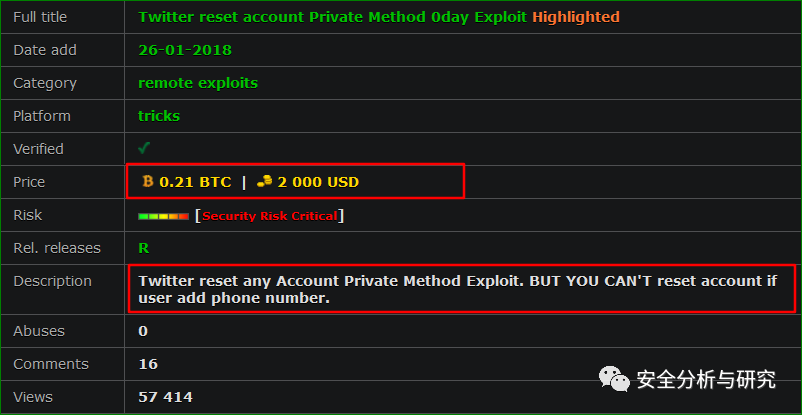 Full title Twitter reset account Private Method 0day Exploit Highlighted
Date add 26-01-2018
Category remote exploits
Platform tricks
Verified
Price 0.21 BTC | 2 000 USD
Risk [Security Risk Critical]
Rel. releases R
Description Twitter reset any Account Private Method Exploit. BUT YOU CAN'T reset account if
user add phone number.
Abuses 0
Comments 16
Views 57 414
安全分析与研究